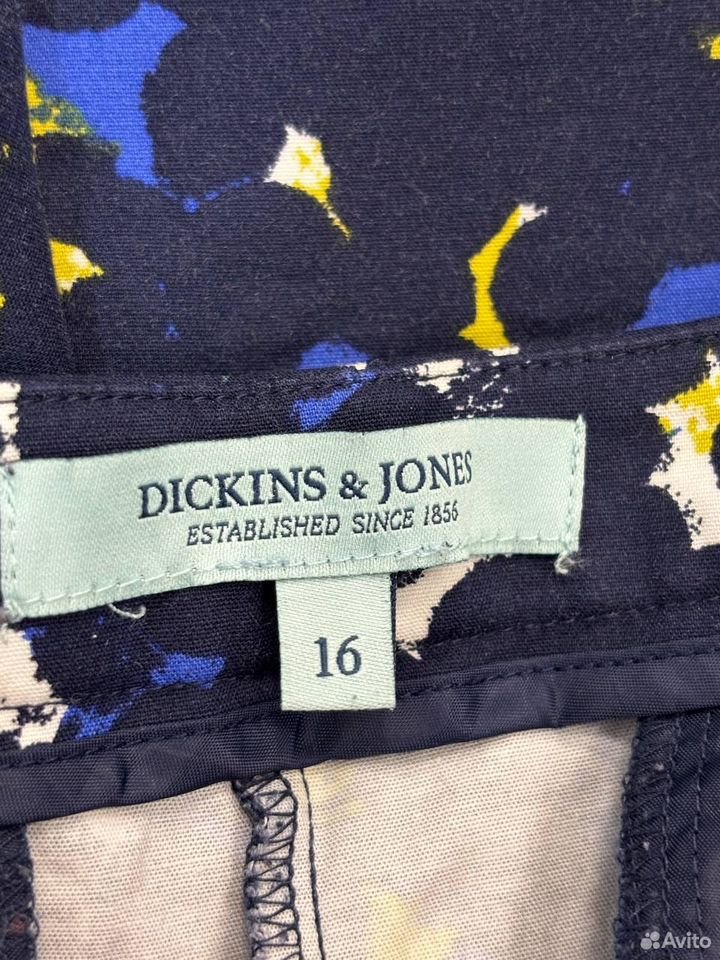 DICKINS & JONES
ESTABLISHED SINCE 1856
16
Avito